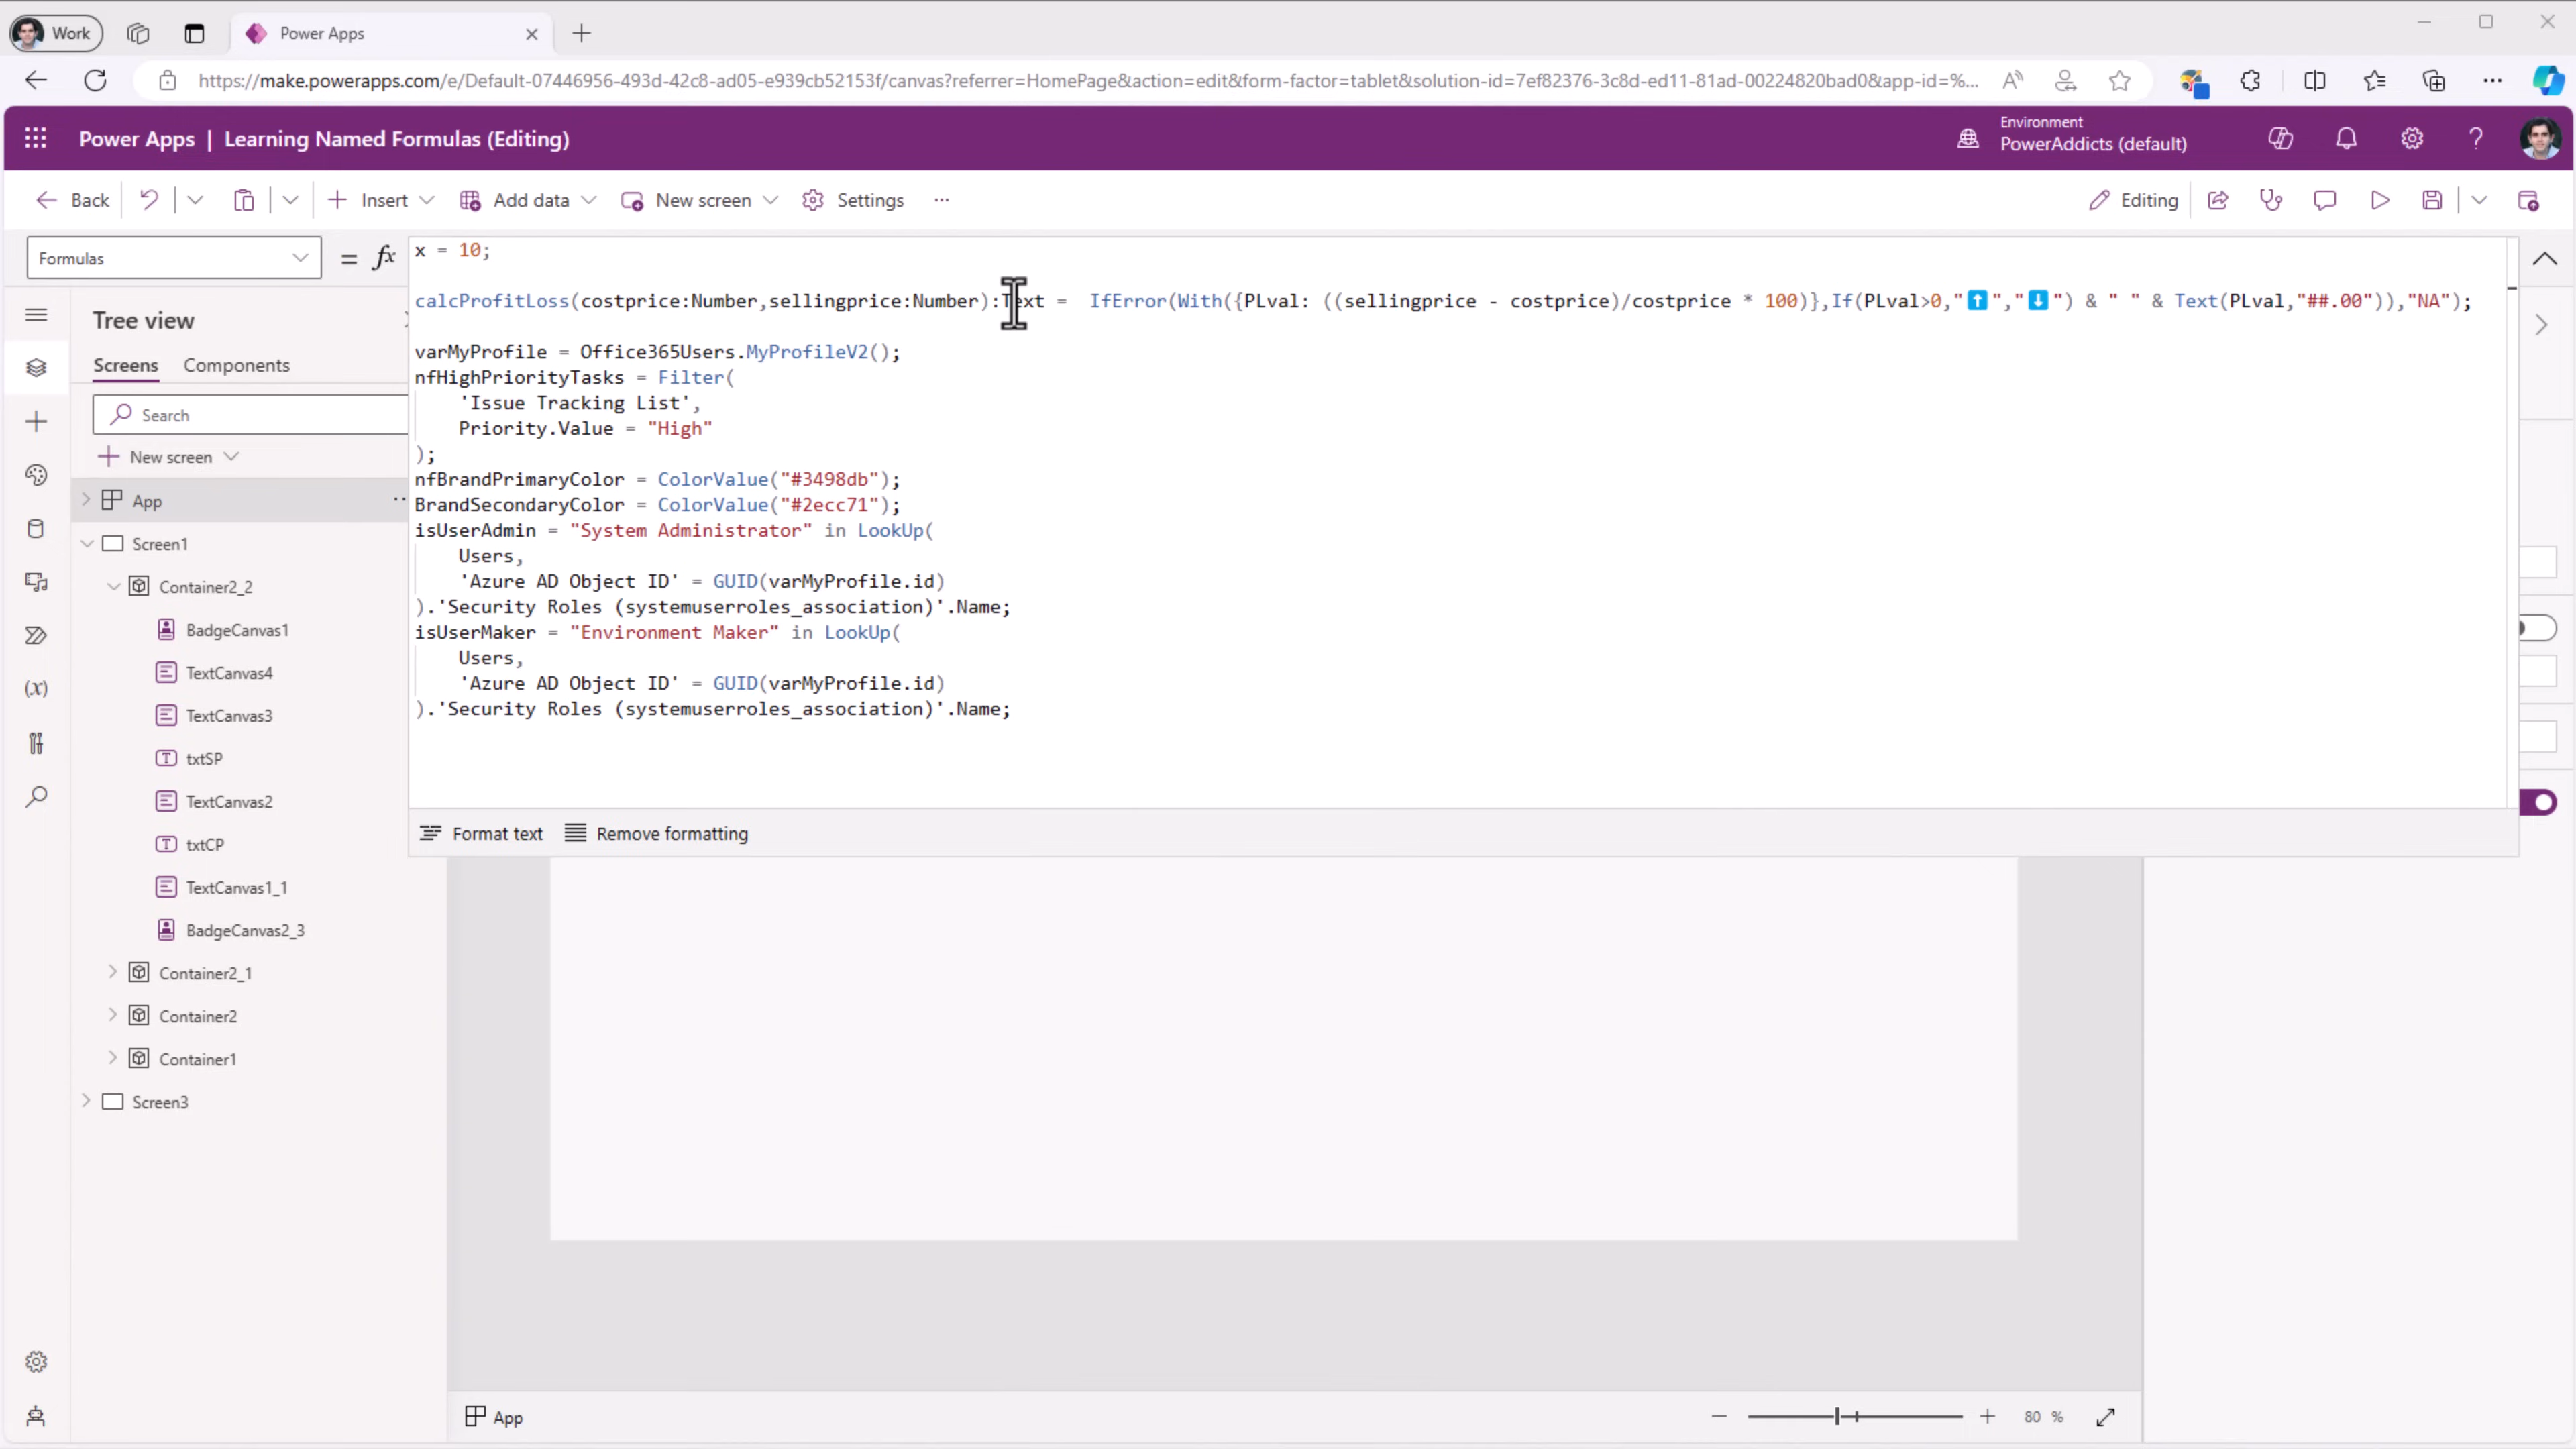 Work
Power Apps
https://make.powerapps.com/e/Default-07446956-493d-42c8-ad05-e939cb52153f/canvas?referrer=HomePage&action=edit&form-factor=tablet&solution-id=7ef82376-3c8d-ed11-81ad-00224820bad0&app-id=%...
Power Apps | Learning Named Formulas (Editing)
Environment
PowerAddicts (default)
Back
Insert
Add data
New screen
Settings
Editing
Formulas
= fx
x = 10;
calcProfitLoss(costprice:Number,sellingprice:Number):Text =  IfError(With({PLval: ((sellingprice - costprice)/costprice * 100)},If(PLval>0,"⬆️","⬇️") & " " & Text(PLval,"##.00")),"NA");
varMyProfile = Office365Users.MyProfileV2();
nfHighPriorityTasks = Filter(
'Issue Tracking List',
Priority.Value = "High"
);
nfBrandPrimaryColor = ColorValue("#3498db");
BrandSecondaryColor = ColorValue("#2ecc71");
isUserAdmin = "System Administrator" in LookUp(
Users,
'Azure AD Object ID' = GUID(varMyProfile.id)
).'Security Roles (systemuserroles_association)'.Name;
isUserMaker = "Environment Maker" in LookUp(
Users,
'Azure AD Object ID' = GUID(varMyProfile.id)
).'Security Roles (systemuserroles_association)'.Name;
Format text
Remove formatting
Tree view
Screens
Components
Search
New screen
App
Screen1
Container2_2
BadgeCanvas1
TextCanvas4
TextCanvas3
txtSP
TextCanvas2
txtCP
TextCanvas1_1
BadgeCanvas2_3
Container2_1
Container2
Container1
Screen3
(x)
App
80 %